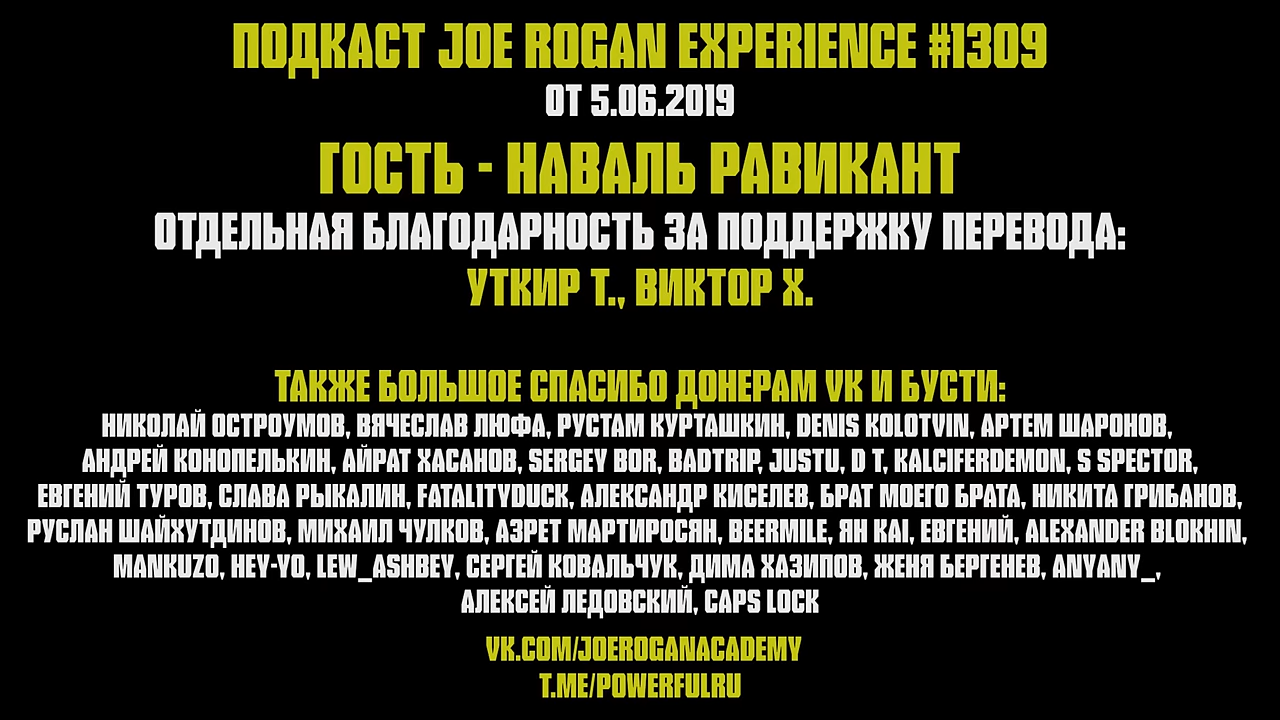 ПОДКАСТ JOE ROGAN EXPERIENCE #1309
ОТ 5.06.2019
ГОСТЬ - НАВАЛЬ РАВИКАНТ
ОТДЕЛЬНАЯ БЛАГОДАРНОСТЬ ЗА ПОДДЕРЖКУ ПЕРЕВОДА:
УТКИР Т., ВИКТОР Х.
ТАКЖЕ БОЛЬШОЕ СПАСИБО ДОНЕРАМ VK И БУСТИ:
НИКОЛАЙ ОСТРОУМОВ, ВЯЧЕСЛАВ ЛЮФА, РУСТАМ КУРТАШКИН, DENIS KOLOTVIN, АРТЕМ ШАРОНОВ,
АНДРЕЙ КОНОПЕЛЬКИН, АЙРАТ ХАСАНОВ, SERGEY BOR, BADTRIP, JUSTU, D T, KALCIFERDEMON, S SPECTOR,
ЕВГЕНИЙ ТУРОВ, СЛАВА РЫКАЛИН, FATAL1TYDUCK, АЛЕКСАНДР КИСЕЛЕВ, БРАТ МОЕГО БРАТА, НИКИТА ГРИБАНОВ,
РУСЛАН ШАЙХУТДИНОВ, МИХАИЛ ЧУЛКОВ, АЗРЕТ МАРТИРОСЯН, BEERMILE, ЯН KAI, ЕВГЕНИЙ, ALEXANDER BLOKHIN,
MANKUZO, HEY-YO, LEW_ASHBEY, СЕРГЕЙ КОВАЛЬЧУК, ДИМА ХАЗИПОВ, ЖЕНЯ БЕРГЕНЕВ, ANYANY_,
АЛЕКСЕЙ ЛЕДОВСКИЙ, CAPS LOCK
VK.COM/JOEROGANACADEMY
T.ME/POWERFULRU